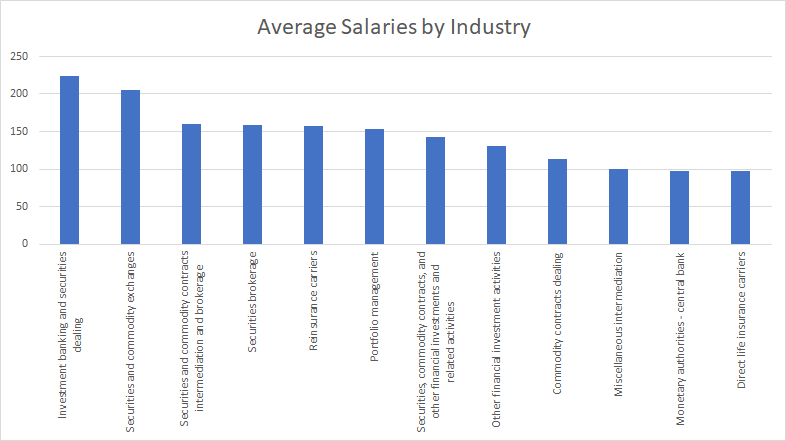 Average Salaries by Industry
250
200
150
100
50
0
Investment banking and securities
dealing
Securities and commodity exchanges
Securities and commodity contracts
intermediation and brokerage
Securities brokerage
Reinsurance carriers
Portfolio management
Securities, commodity contracts, and
other financial investments and
related activities
Other financial investment activities
Commodity contracts dealing
Miscellaneous intermediation
Monetary authorities - central bank
Direct life insurance carriers